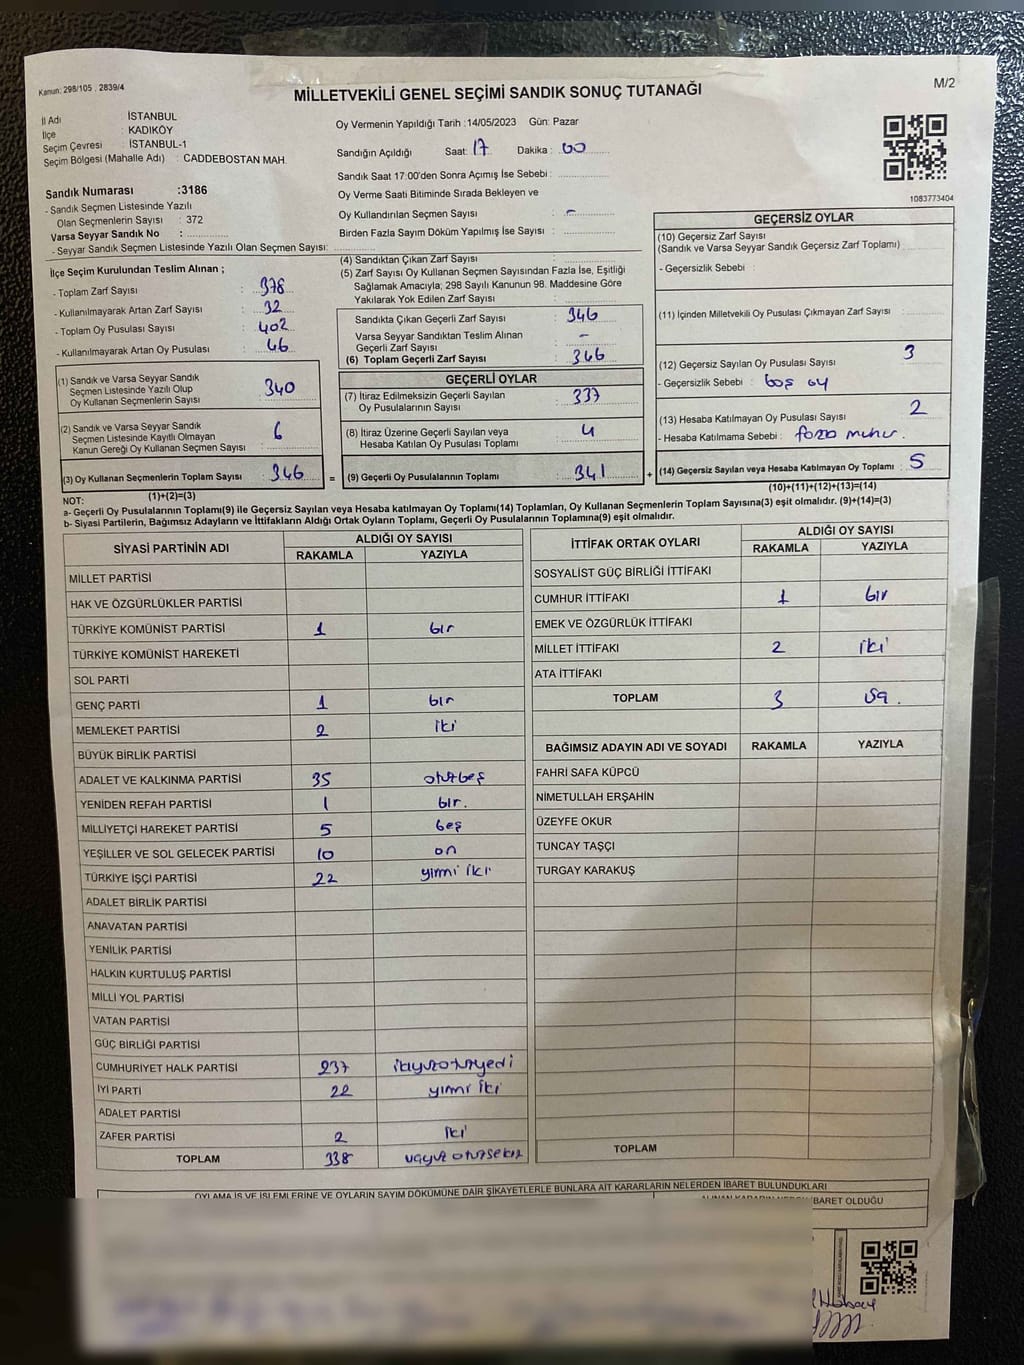 Kanun: 298/105 , 2839/4
MİLLETVEKİLİ GENEL SEÇİMİ SANDIK SONUÇ TUTANAĞI
M/2
İl Adı : İSTANBUL
İlçe : KADIKÖY
Seçim Çevresi : İSTANBUL-1
Seçim Bölgesi (Mahalle Adı) : CADDEBOSTAN MAH.
Oy Vermenin Yapıldığı Tarih :14/05/2023 Gün: Pazar
Sandığın Açıldığı Saat: 17 Dakika : 00
Sandık Saat 17:00'den Sonra Açımış İse Sebebi :
Oy Verme Saati Bitiminde Sırada Bekleyen ve
Oy Kullandırılan Seçmen Sayısı : -
Birden Fazla Sayım Döküm Yapılmış İse Sayısı :
1083773404
Sandık Numarası :3186
- Sandık Seçmen Listesinde Yazılı
Olan Seçmenlerin Sayısı : 372
Varsa Seyyar Sandık No :
- Seyyar Sandık Seçmen Listesinde Yazılı Olan Seçmen Sayısı:
İlçe Seçim Kurulundan Teslim Alınan ;
- Toplam Zarf Sayısı : 378
- Kullanılmayarak Artan Zarf Sayısı : 32
- Toplam Oy Pusulası Sayısı : 402
- Kullanılmayarak Artan Oy Pusulası : 46
(1) Sandık ve Varsa Seyyar Sandık
Seçmen Listesinde Yazılı Olup
Oy Kullanan Seçmenlerin Sayısı : 340
(2) Sandık ve Varsa Seyyar Sandık
Seçmen Listesinde Kayıtlı Olmayan
Kanun Gereği Oy Kullanan Seçmen Sayısı : 6
(3) Oy Kullanan Seçmenlerin Toplam Sayısı : 346 =
(4) Sandıktan Çıkan Zarf Sayısı :
(5) Zarf Sayısı Oy Kullanan Seçmen Sayısından Fazla İse, Eşitliği
Sağlamak Amacıyla; 298 Sayılı Kanunun 98. Maddesine Göre
Yakılarak Yok Edilen Zarf Sayısı :
Sandıkta Çıkan Geçerli Zarf Sayısı : 346
Varsa Seyyar Sandıktan Teslim Alınan
Geçerli Zarf Sayısı : -
(6) Toplam Geçerli Zarf Sayısı : 346
GEÇERLİ OYLAR
(7) İtiraz Edilmeksizin Geçerli Sayılan
Oy Pusulalarının Sayısı : 337
(8) İtiraz Üzerine Geçerli Sayılan veya
Hesaba Katılan Oy Pusulası Toplamı : 4
(9) Geçerli Oy Pusulalarının Toplamı : 341 +
GEÇERSİZ OYLAR
(10) Geçersiz Zarf Sayısı
(Sandık ve Varsa Seyyar Sandık Geçersiz Zarf Toplamı) :
- Geçersizlik Sebebi :
(11) İçinden Milletvekili Oy Pusulası Çıkmayan Zarf Sayısı :
(12) Geçersiz Sayılan Oy Pusulası Sayısı : 3
- Geçersizlik Sebebi : boş oy
(13) Hesaba Katılmayan Oy Pusulası Sayısı : 2
- Hesaba Katılmama Sebebi : fazla mühür.
(14) Geçersiz Sayılan veya Hesaba Katılmayan Oy Toplamı : 5
NOT: (1)+(2)=(3)
(10)+(11)+(12)+(13)=(14)
a- Geçerli Oy Pusulalarının Toplamı(9) ile Geçersiz Sayılan veya Hesaba Katılmayan Oy Toplamı(14) Toplamları, Oy Kullanan Seçmenlerin Toplam Sayısına(3) eşit olmalıdır. (9)+(14)=(3)
b- Siyasi Partilerin, Bağımsız Adayların ve İttifakların Aldığı Ortak Oyların Toplamı, Geçerli Oy Pusulalarının Toplamına(9) eşit olmalıdır.
SİYASİ PARTİNİN ADI ALDIĞI OY SAYISI
RAKAMLA YAZIYLA
MİLLET PARTİSİ
HAK VE ÖZGÜRLÜKLER PARTİSİ
TÜRKİYE KOMÜNİST PARTİSİ 1 bir
TÜRKİYE KOMÜNİST HAREKETİ
SOL PARTİ
GENÇ PARTİ 1 bir
MEMLEKET PARTİSİ 2 iki
BÜYÜK BİRLİK PARTİSİ
ADALET VE KALKINMA PARTİSİ 35 otuzbeş
YENİDEN REFAH PARTİSİ 1 bir.
MİLLİYETÇİ HAREKET PARTİSİ 5 beş
YEŞİLLER VE SOL GELECEK PARTİSİ 10 on
TÜRKİYE İŞÇİ PARTİSİ 22 yirmi iki
ADALET BİRLİK PARTİSİ
ANAVATAN PARTİSİ
YENİLİK PARTİSİ
HALKIN KURTULUŞ PARTİSİ
MİLLİ YOL PARTİSİ
VATAN PARTİSİ
GÜÇ BİRLİĞİ PARTİSİ
CUMHURİYET HALK PARTİSİ 237 ikiyüzotuzyedi
İYİ PARTİ 22 yirmi iki
ADALET PARTİSİ
ZAFER PARTİSİ 2 iki
TOPLAM 338 üçyüz otuzsekiz
İTTİFAK ORTAK OYLARI ALDIĞI OY SAYISI
RAKAMLA YAZIYLA
SOSYALİST GÜÇ BİRLİĞİ İTTİFAKI
CUMHUR İTTİFAKI 1 bir
EMEK VE ÖZGÜRLÜK İTTİFAKI
MİLLET İTTİFAKI 2 iki
ATA İTTİFAKI
TOPLAM 3 üç.
BAĞIMSIZ ADAYIN ADI VE SOYADI RAKAMLA YAZIYLA
FAHRİ SAFA KÜPCÜ
NİMETULLAH ERŞAHİN
ÜZEYFE OKUR
TUNCAY TAŞÇI
TURGAY KARAKUŞ
TOPLAM
OYLAMA İŞ VE İŞLEMLERİNE VE OYLARIN SAYIM DÖKÜMÜNE DAİR ŞİKAYETLERLE BUNLARA AİT KARARLARIN NELERDEN İBARET BULUNDUKLARI
İBARET OLDUĞU